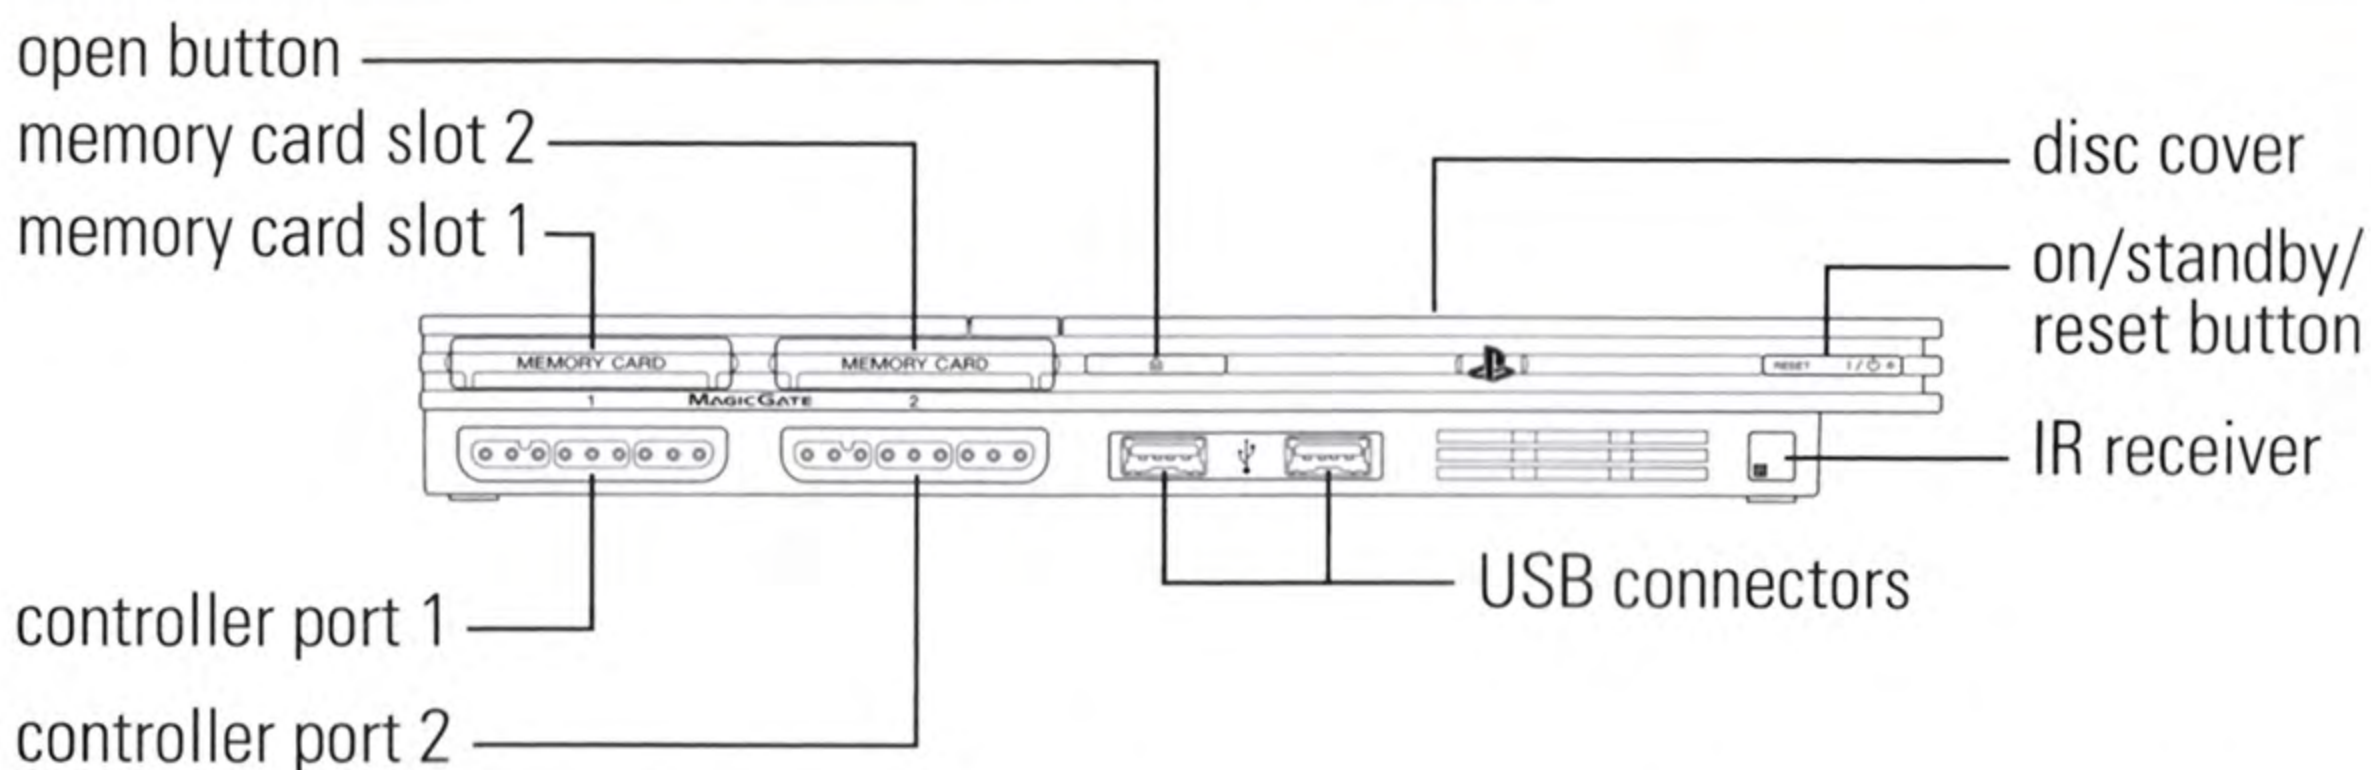 open button
memory card slot 2
memory card slot 1
disc cover
on/standby/
reset button
IR receiver
MEMORY CARD
MEMORY CARD
RESET
1
MAGICGATE
2
USB connectors
controller port 1
controller port 2